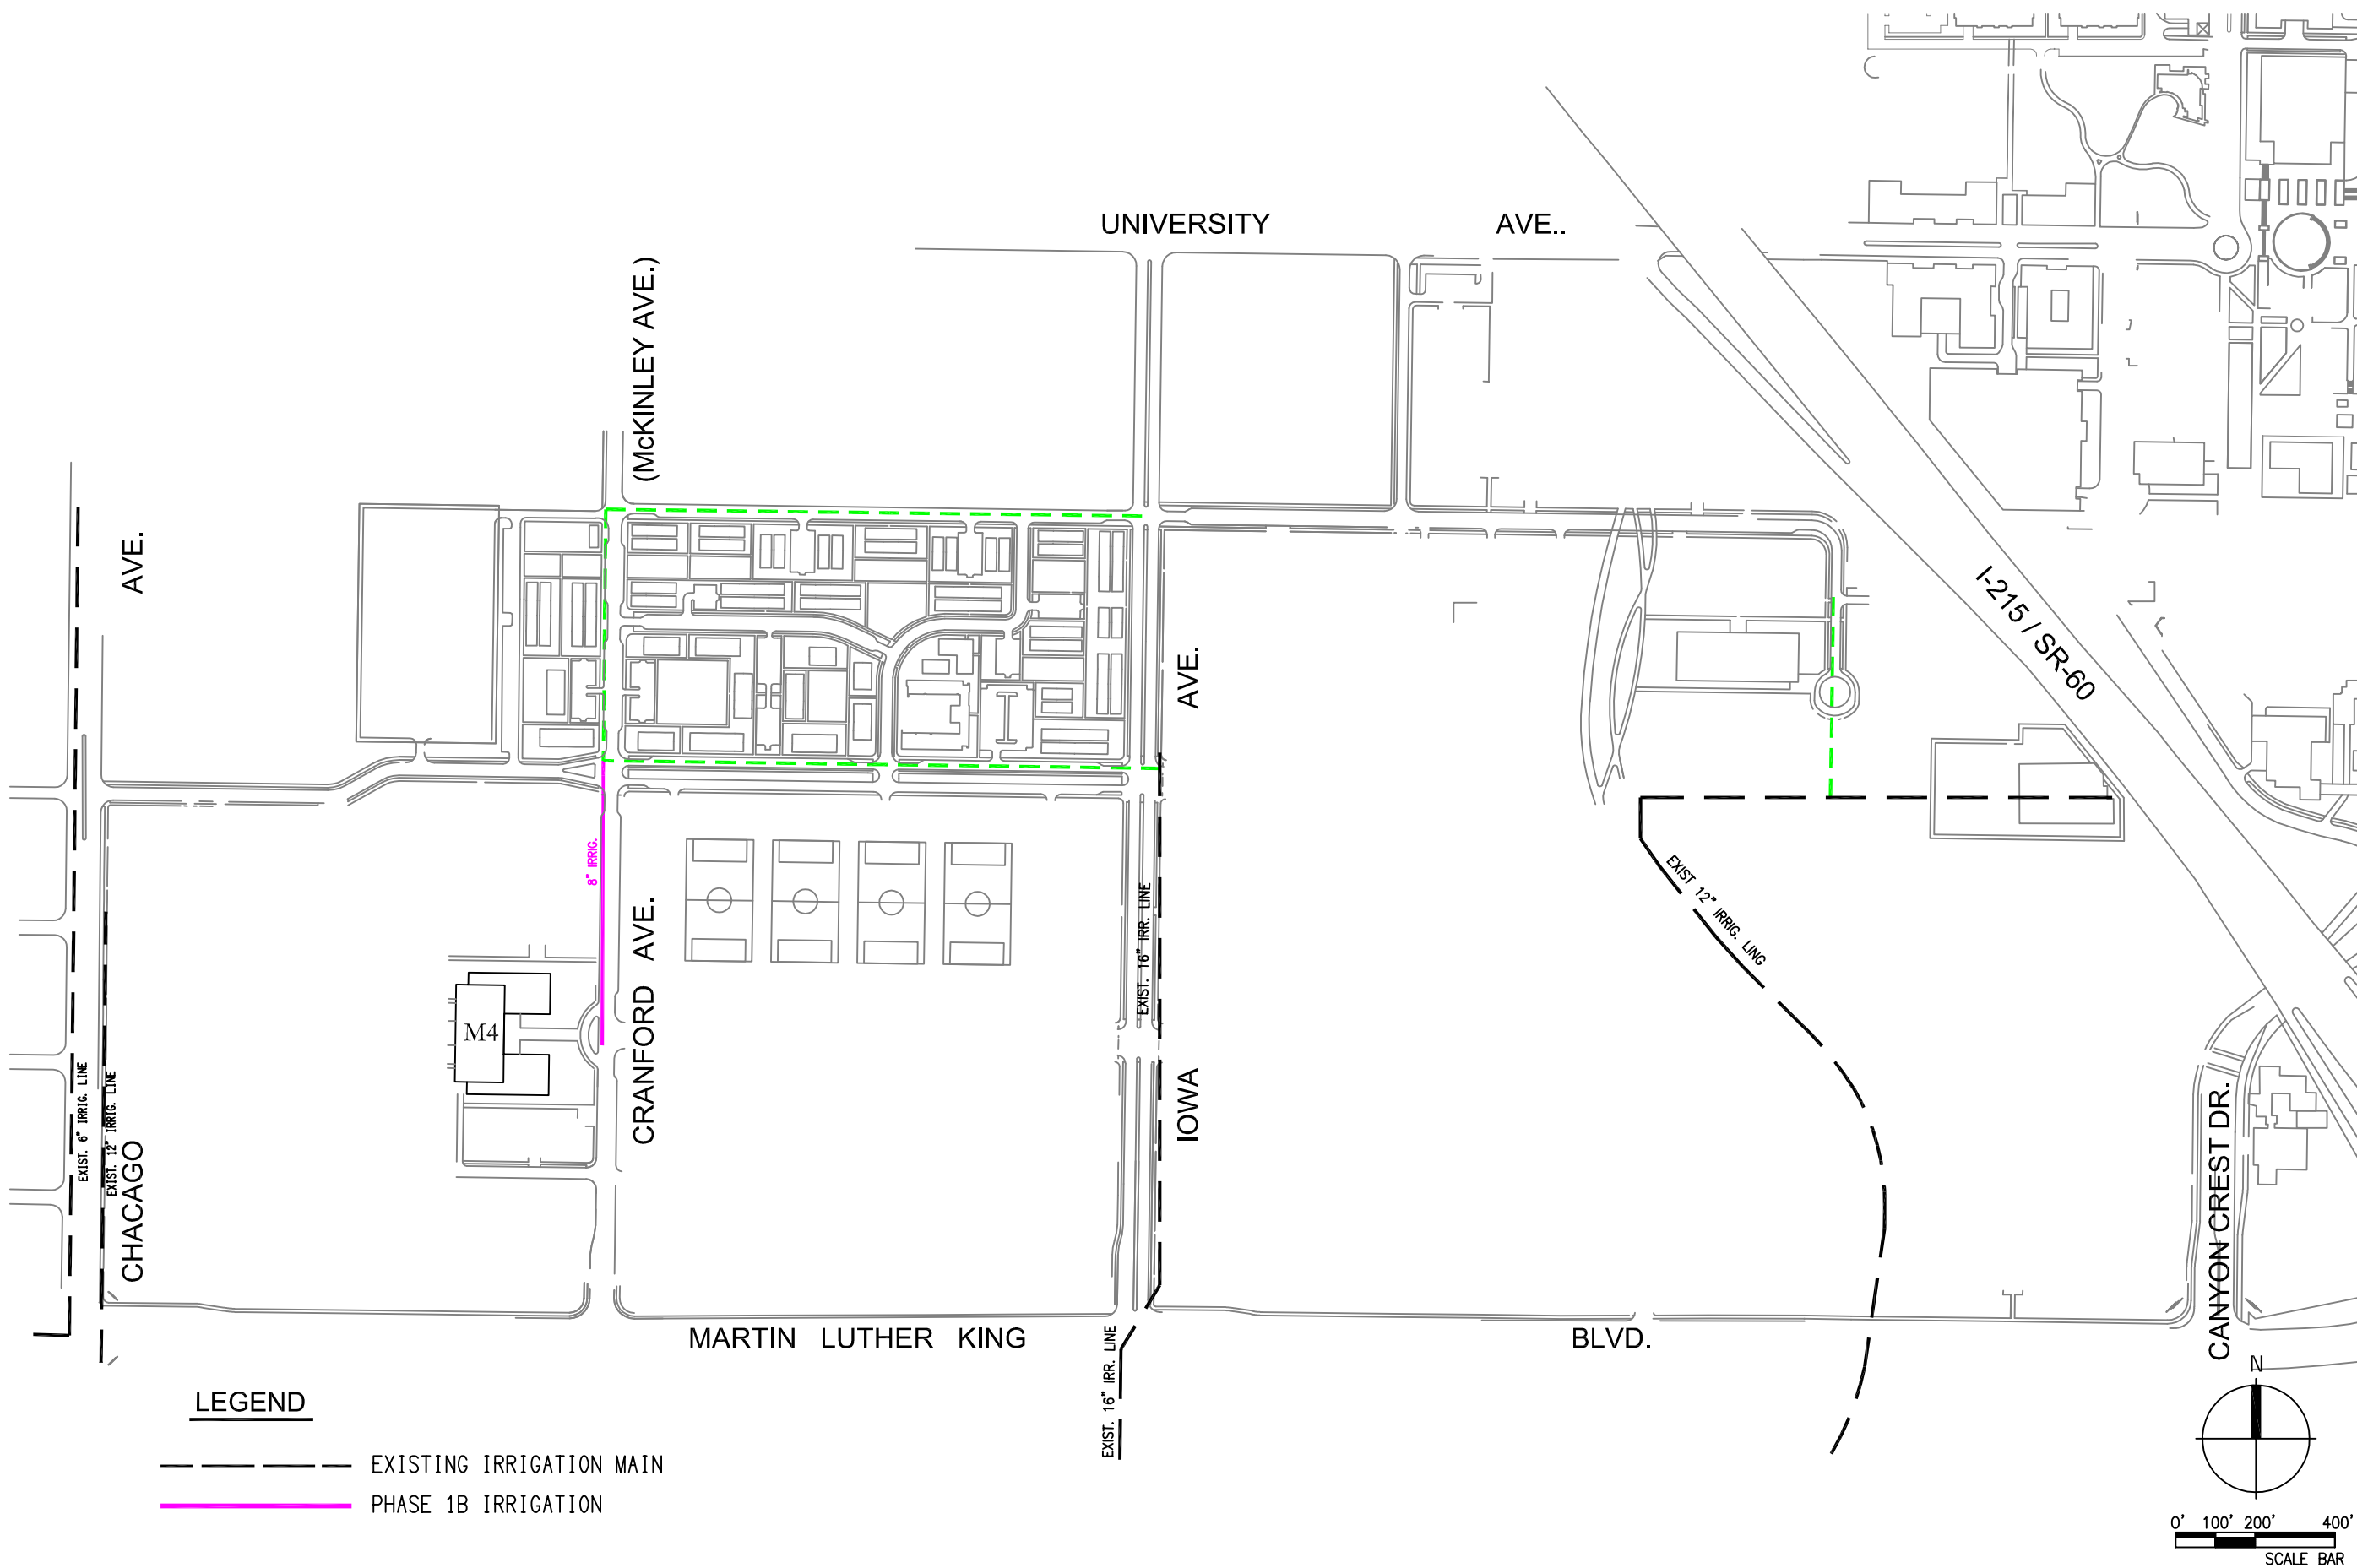 UNIVERSITY AVE..
(McKINLEY AVE.)
AVE.
I-215 / SR-60
AVE.
8" IRRIG.
EXIST 12" IRRIG. LING
CRANFORD AVE.
EXIST. 16" IRR. LINE
M4
IOWA
EXIST. 6" IRRIG. LINE
EXIST. 12" IRRIG. LINE
CHACAGO
CANYON CREST DR.
MARTIN LUTHER KING BLVD.
EXIST. 16" IRR. LINE
N
LEGEND
EXISTING IRRIGATION MAIN
PHASE 1B IRRIGATION
0' 100' 200' 400'
SCALE BAR